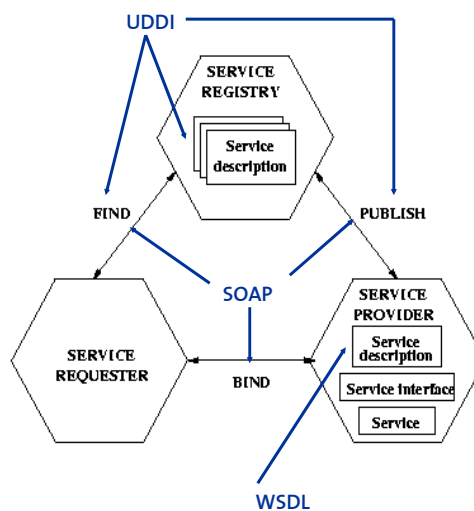 UDDI
SERVICE
REGISTRY
Service
description
FIND
PUBLISH
SOAP
SERVICE
REQUESTER
BIND
SERVICE
PROVIDER
Service
description
Service interface
Service
WSDL